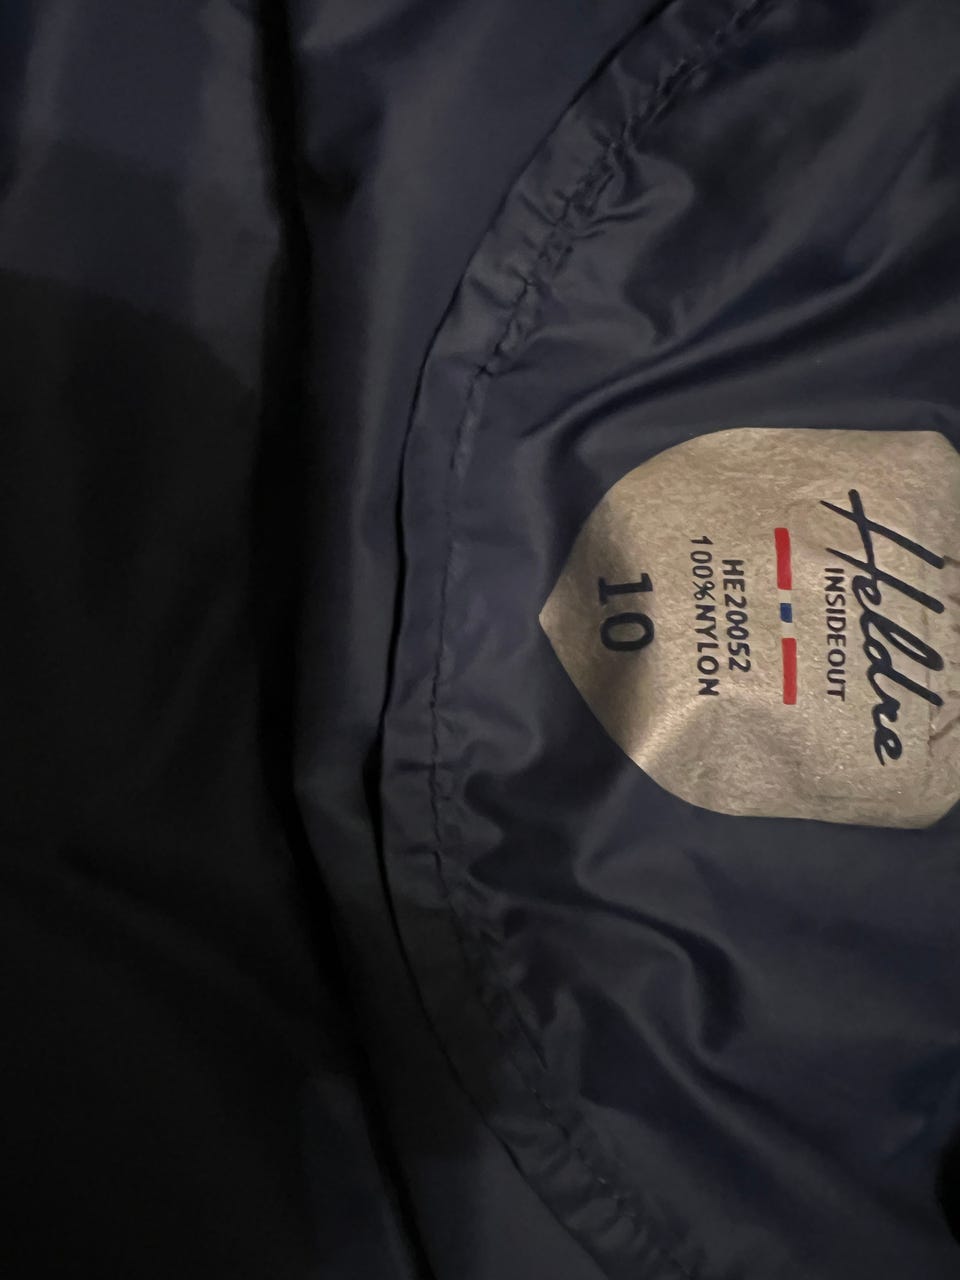 Heldre
INSIDEOUT
HE20052
100%NYLON
10